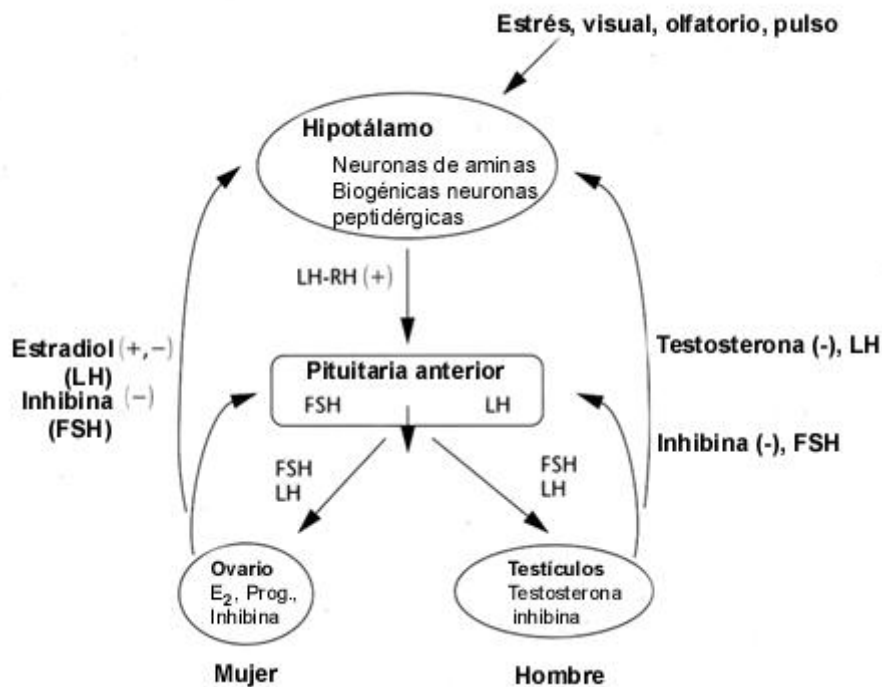 Estrés, visual, olfatorio, pulso
Hipotálamo
Neuronas de aminas
Biogénicas neuronas
peptidérgicas
LH-RH (+)
Estradiol (+,-)
(LH)
Inhibina (-)
(FSH)
Testosterona (-), LH
Inhibina (-), FSH
Pituitaria anterior
FSH LH
FSH
LH
FSH
LH
Ovario
E2, Prog.,
Inhibina
Testículos
Testosterona
inhibina
Mujer
Hombre